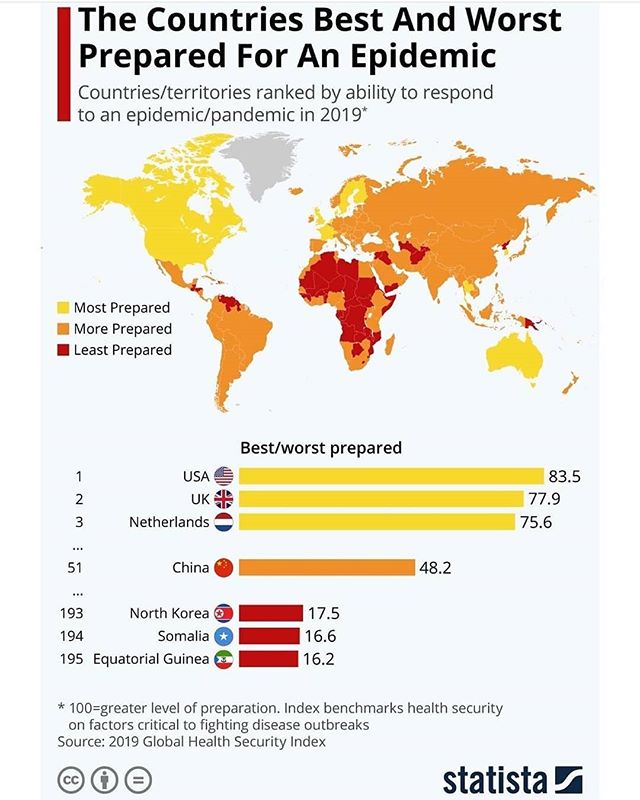 The Countries Best And Worst
Prepared For An Epidemic
Countries/territories ranked by ability to respond
to an epidemic/pandemic in 2019*
Most Prepared
More Prepared
Least Prepared
Best/worst prepared
1 USA 83.5
2 UK 77.9
3 Netherlands 75.6
...
51 China 48.2
...
193 North Korea 17.5
194 Somalia 16.6
195 Equatorial Guinea 16.2
* 100=greater level of preparation. Index benchmarks health security
on factors critical to fighting disease outbreaks
Source: 2019 Global Health Security Index
cc
statista